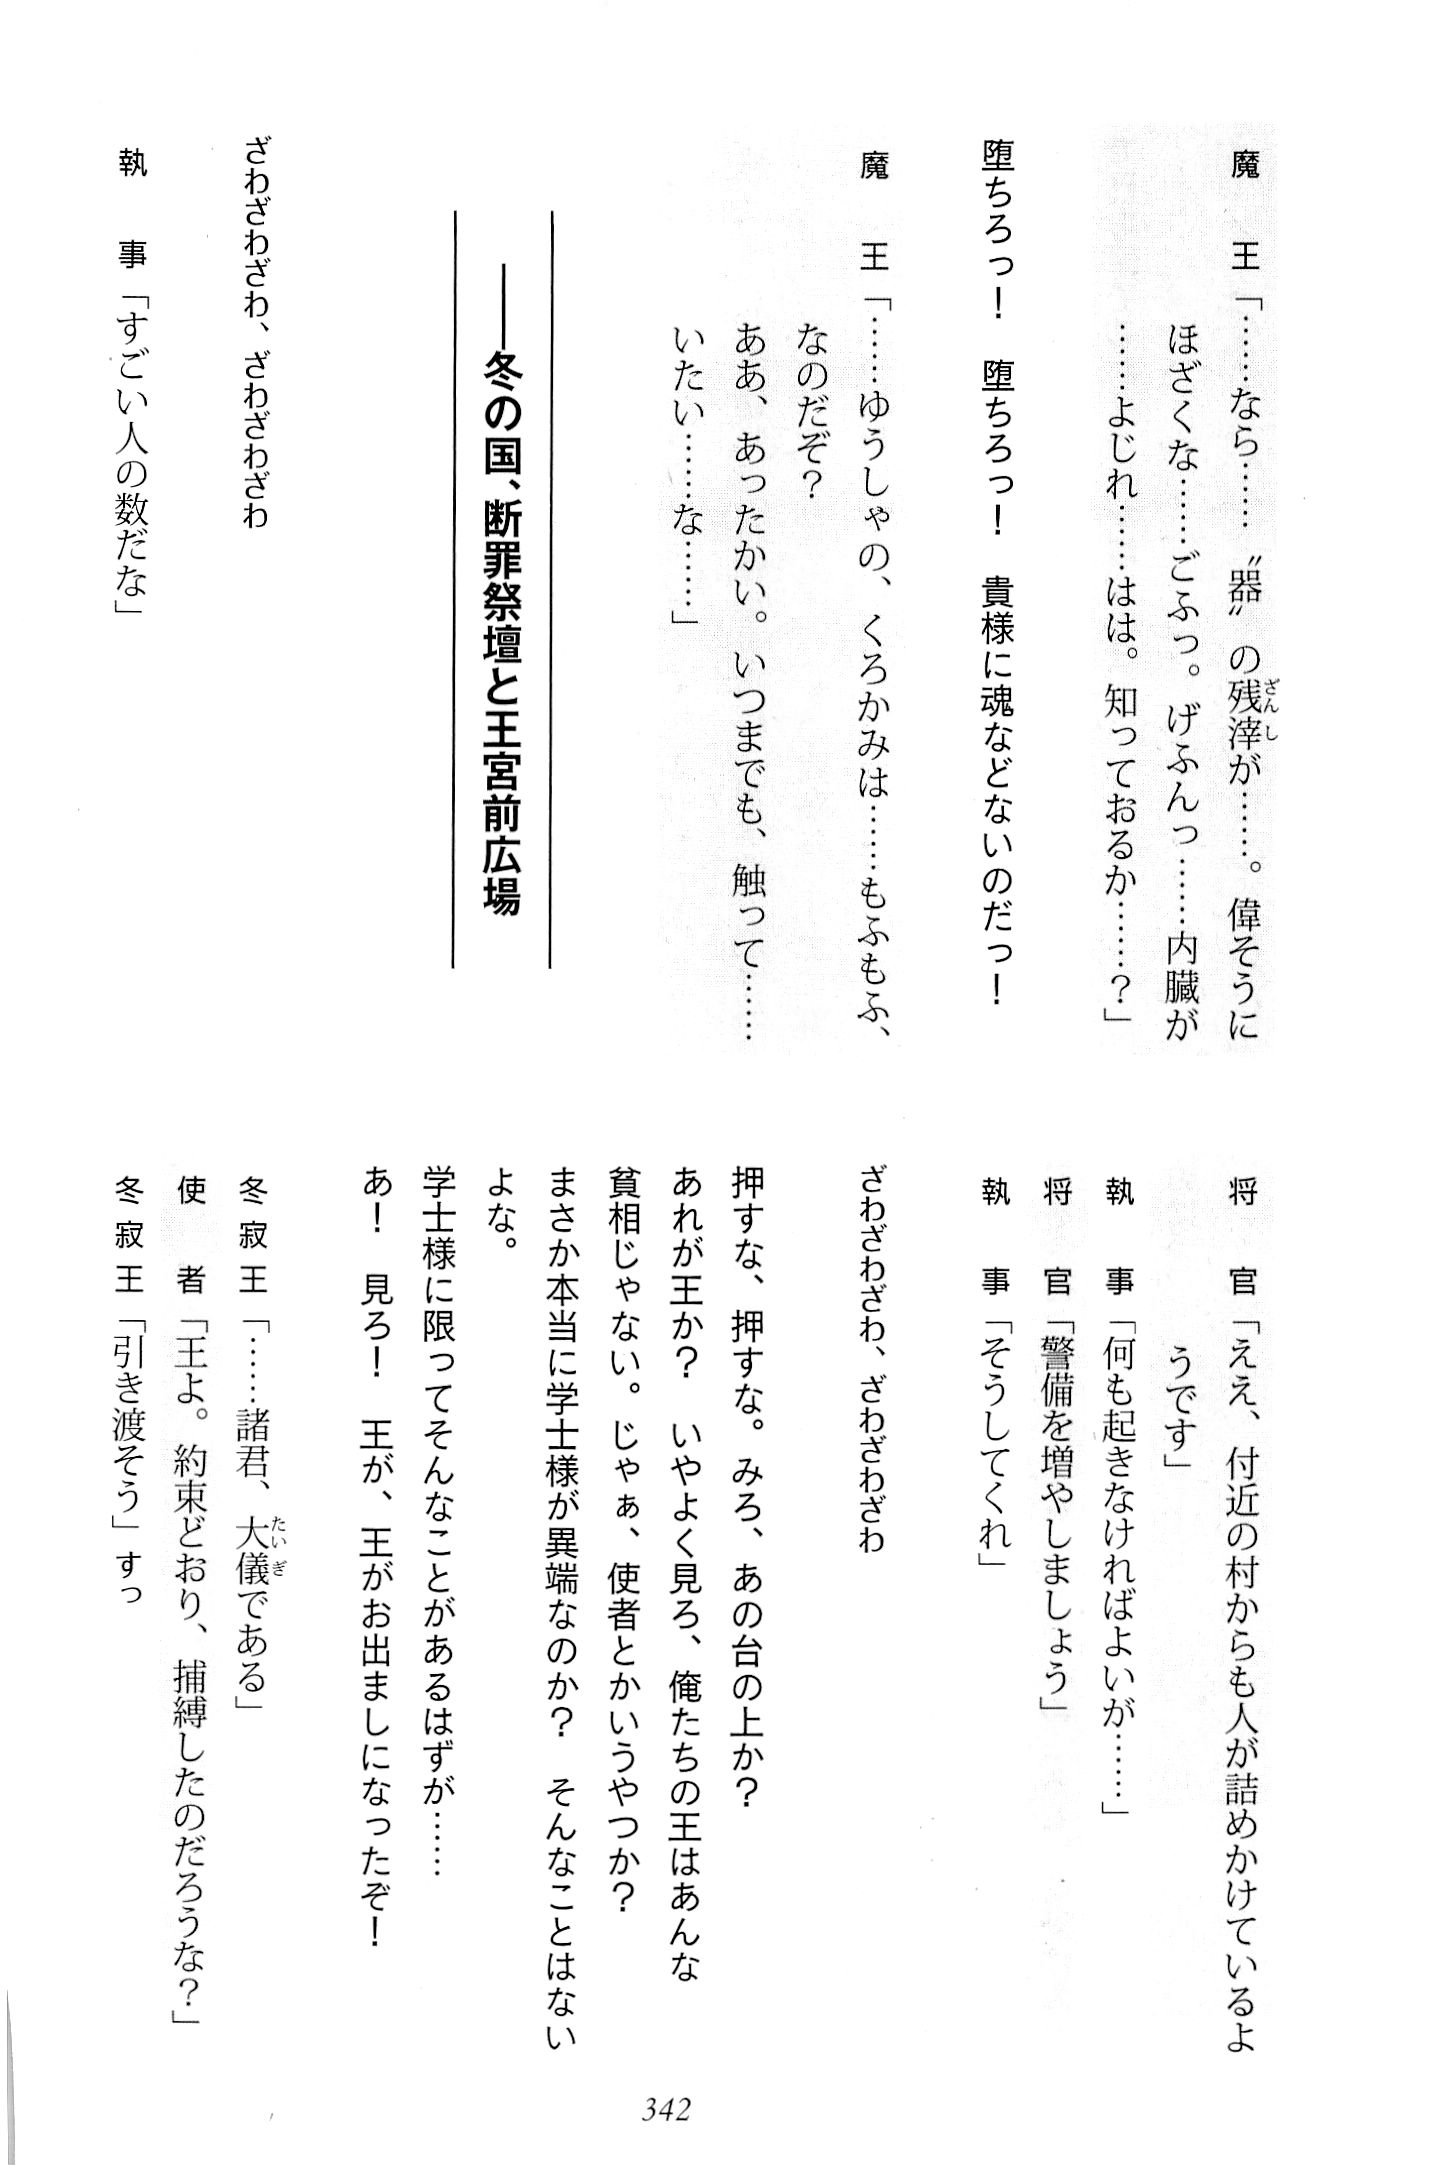 魔王「……なら……〝器〟の残滓が……。偉そうに
ほざくな……ごふっ。げふんっ……内臓が
……よじれ……はは。知っておるか……？」
堕ちろっ！　堕ちろっ！　貴様に魂などないのだっ！
魔王「……ゆうしゃの、くろかみは……もふもふ、
なのだぞ？
ああ、あったかい。いつまでも、触って……
いたい……な……」
――冬の国、断罪祭壇と王宮前広場
ざわざわざわ、ざわざわざわ
執事「すごい人の数だな」
将官「ええ、付近の村からも人が詰めかけているよ
うです」
執事「何も起きなければよいが……」
将官「警備を増やしましょう」
執事「そうしてくれ」
ざわざわざわ、ざわざわざわ
押すな、押すな。みろ、あの台の上か？
あれが王か？　いやよく見ろ、俺たちの王はあんな
貧相じゃない。じゃぁ、使者とかいうやつか？
まさか本当に学士様が異端なのか？　そんなことはない
よな。
学士様に限ってそんなことがあるはずが……
あ！　見ろ！　王が、王がお出ましになったぞ！
冬寂王「……諸君、大儀である」
使者「王よ。約束どおり、捕縛したのだろうな？」
冬寂王「引き渡そう」すっ
342